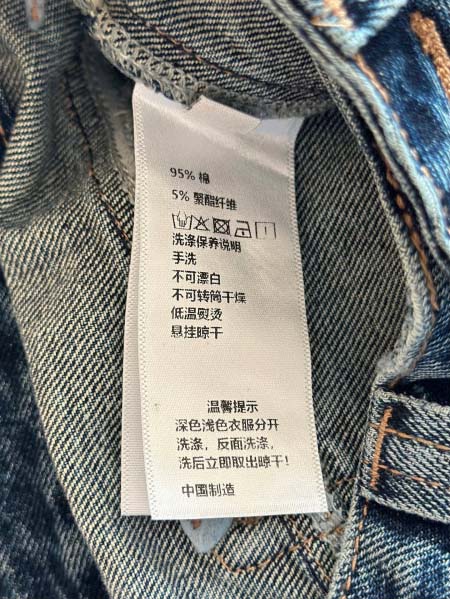 95% 棉
5% 聚酯纤维
洗涤保养说明
手洗
不可漂白
不可转筒干燥
低温熨烫
悬挂晾干
温馨提示
深色浅色衣服分开
洗涤，反面洗涤，
洗后立即取出晾干！
中国制造